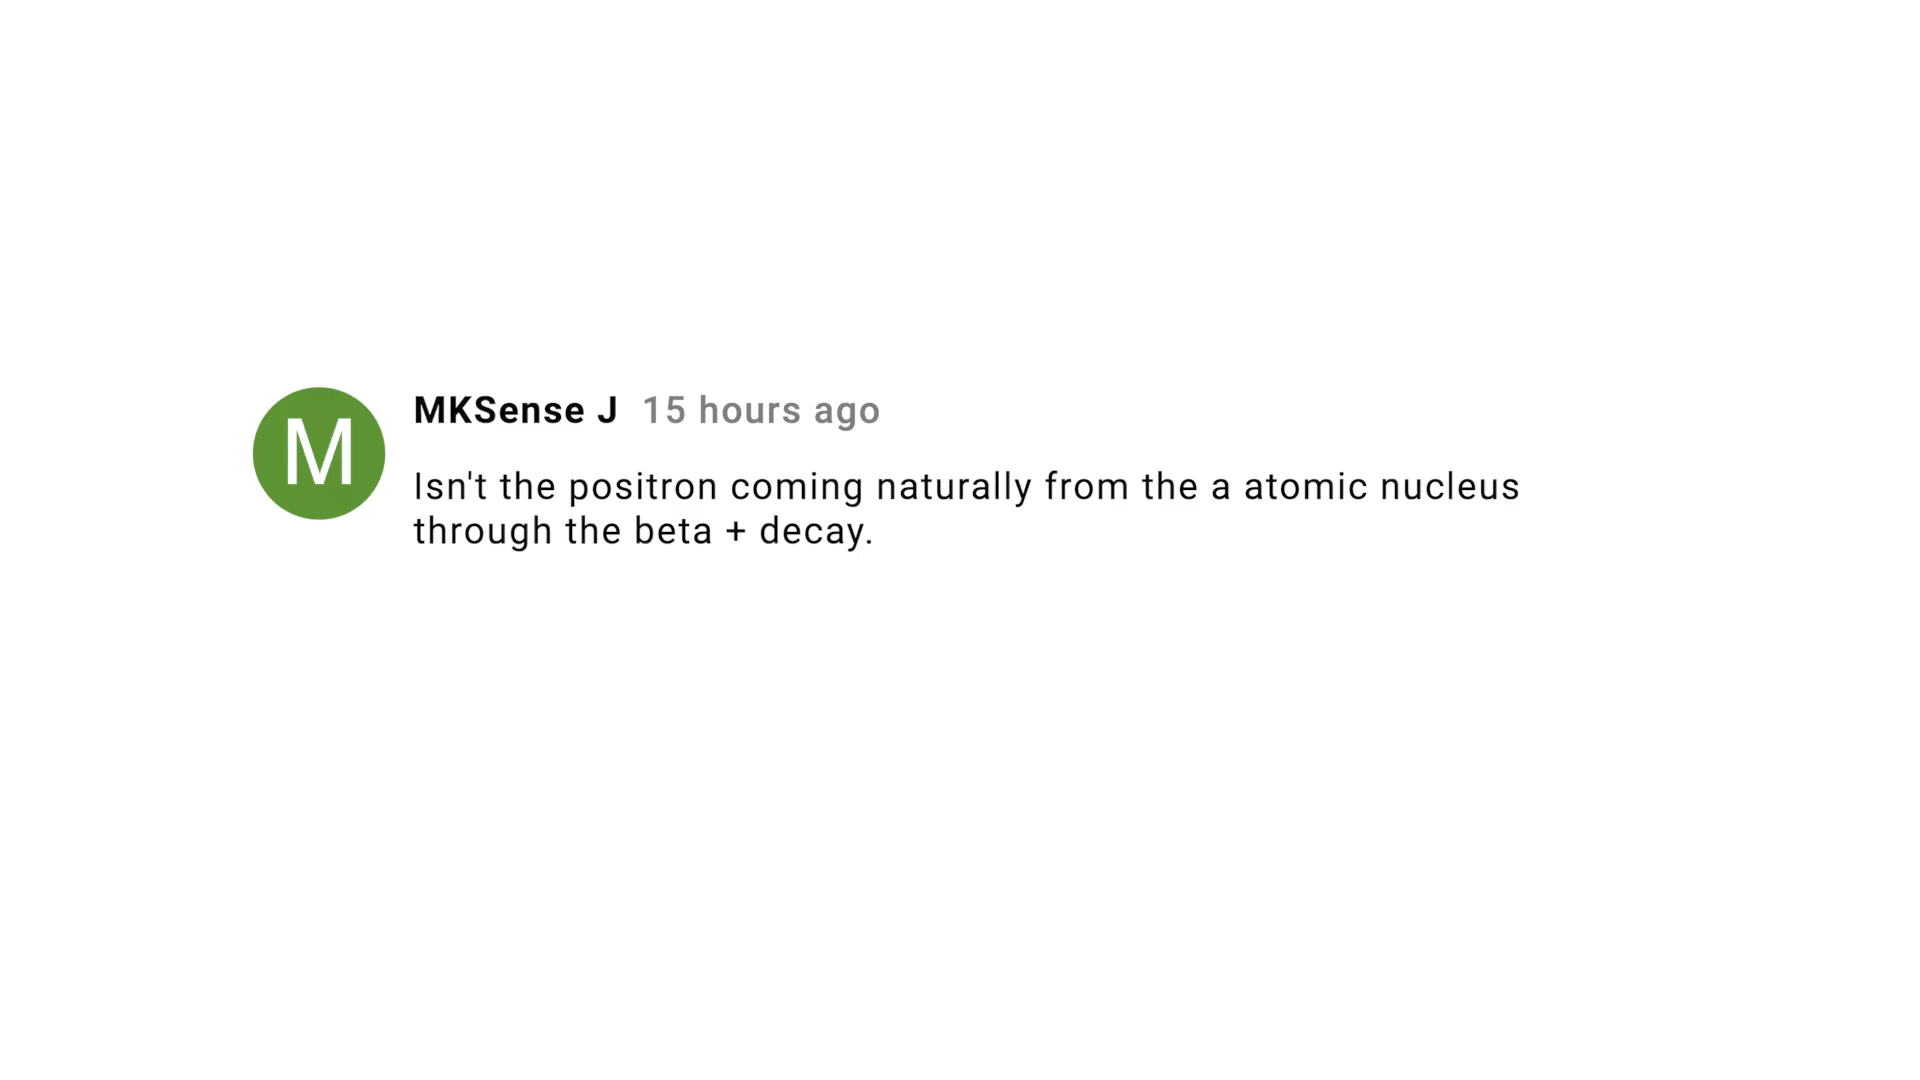 M
MKSense J 15 hours ago
Isn't the positron coming naturally from the a atomic nucleus
through the beta + decay.